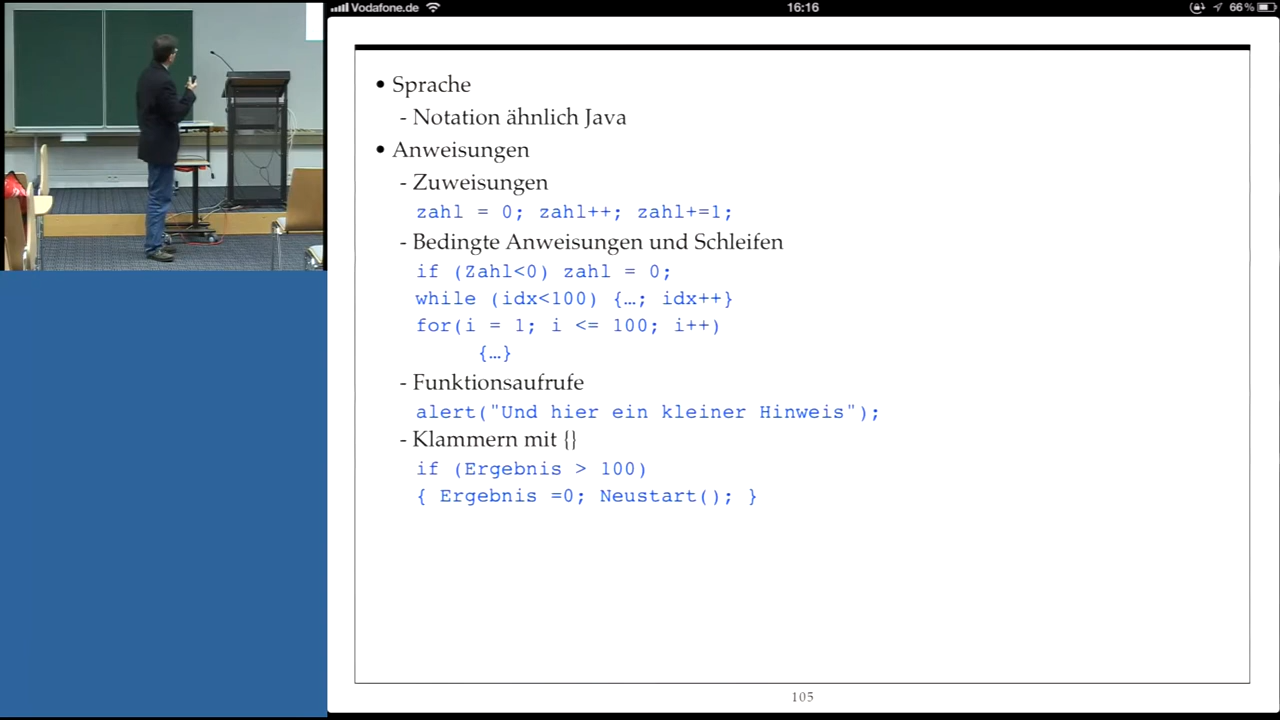 Vodafone.de
16:16
66%
• Sprache
- Notation ähnlich Java
• Anweisungen
- Zuweisungen
zahl = 0; zahl++; zahl+=1;
- Bedingte Anweisungen und Schleifen
if (Zahl<0) zahl = 0;
while (idx<100) {…; idx++}
for(i = 1; i <= 100; i++)
{…}
- Funktionsaufrufe
alert("Und hier ein kleiner Hinweis");
- Klammern mit {}
if (Ergebnis > 100)
{ Ergebnis =0; Neustart(); }
105